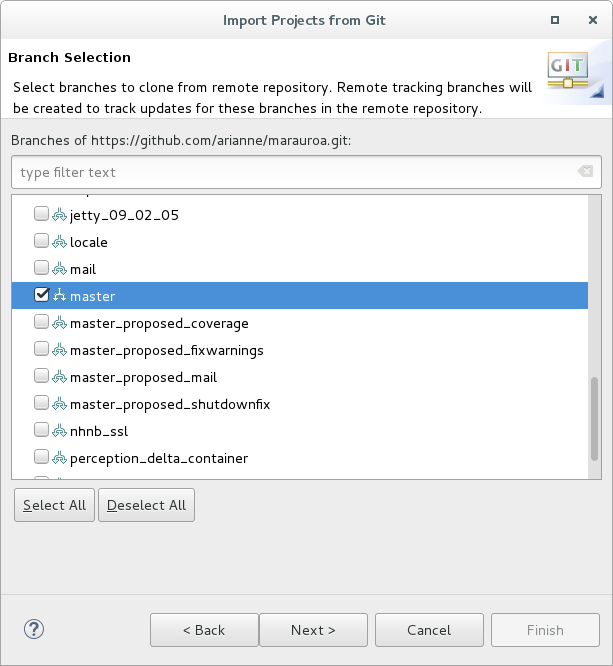 Import Projects from Git
Branch Selection
Select branches to clone from remote repository. Remote tracking branches will
be created to track updates for these branches in the remote repository.
GIT
Branches of https://github.com/arianne/marauroa.git:
type filter text
jetty_09_02_05
locale
mail
master
master_proposed_coverage
master_proposed_fixwarnings
master_proposed_mail
master_proposed_shutdownfix
nhnb_ssl
perception_delta_container
Select All Deselect All
? < Back Next > Cancel Finish